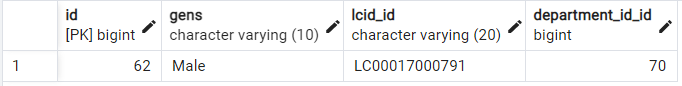 id gens lcid_id department_id_id
[PK] bigint character varying (10) character varying (20) bigint
1 62 Male LC00017000791 70